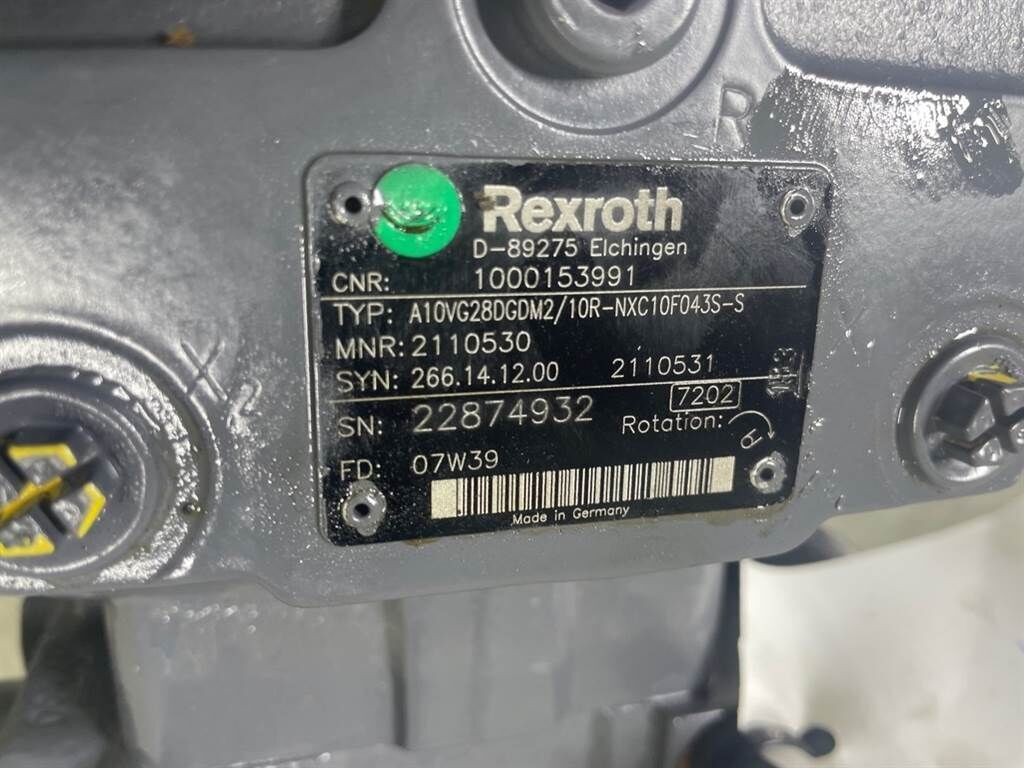 R
Rexroth
D-89275 Elchingen
CNR: 1000153991
TYP: A10VG28DGDM2/10R-NXC10F043S-S
MNR: 2110530
SYN: 266.14.12.00 2110531
7202
SN: 22874932 Rotation:
FD: 07W39
Made in Germany
X2